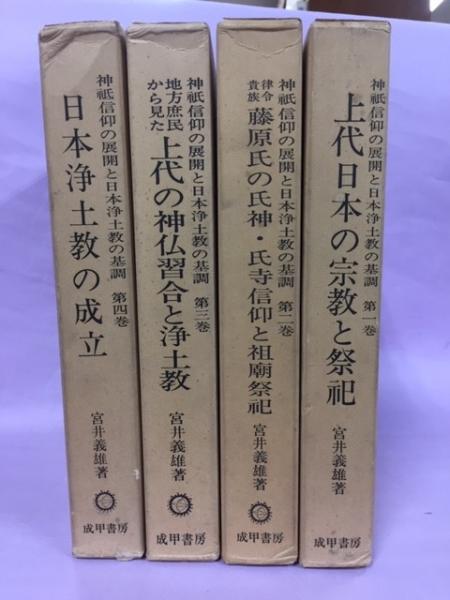 神祇信仰の展開と日本浄土教の基調 第一巻
上代日本の宗教と祭祀
宮井義雄著
成甲書房
神祇信仰の展開と日本浄土教の基調 第二巻
律令貴族
藤原氏の氏神・氏寺信仰と祖廟祭祀
宮井義雄著
成甲書房
神祇信仰の展開と日本浄土教の基調 第三巻
地方庶民
から見た
上代の神仏習合と浄土教
宮井義雄著
成甲書房
神祇信仰の展開と日本浄土教の基調 第四巻
日本浄土教の成立
宮井義雄著
成甲書房